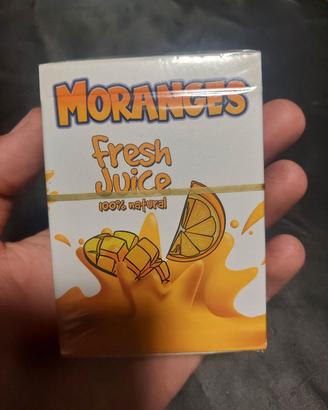 MORANGES
fresh
Juice
100% natural